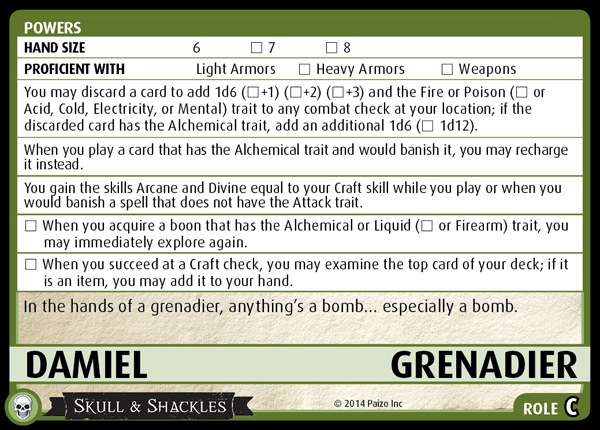 POWERS
HAND SIZE 6 □ 7 □ 8
PROFICIENT WITH Light Armors □ Heavy Armors □ Weapons
You may discard a card to add 1d6 (□+1) (□+2) (□+3) and the Fire or Poison (□ or
Acid, Cold, Electricity, or Mental) trait to any combat check at your location; if the
discarded card has the Alchemical trait, add an additional 1d6 (□ 1d12).
When you play a card that has the Alchemical trait and would banish it, you may recharge
it instead.
You gain the skills Arcane and Divine equal to your Craft skill while you play or when you
would banish a spell that does not have the Attack trait.
□ When you acquire a boon that has the Alchemical or Liquid (□ or Firearm) trait, you
may immediately explore again.
□ When you succeed at a Craft check, you may examine the top card of your deck; if it
is an item, you may add it to your hand.
In the hands of a grenadier, anything's a bomb... especially a bomb.
DAMIEL GRENADIER
SKULL & SHACKLES © 2014 Paizo Inc ROLE C